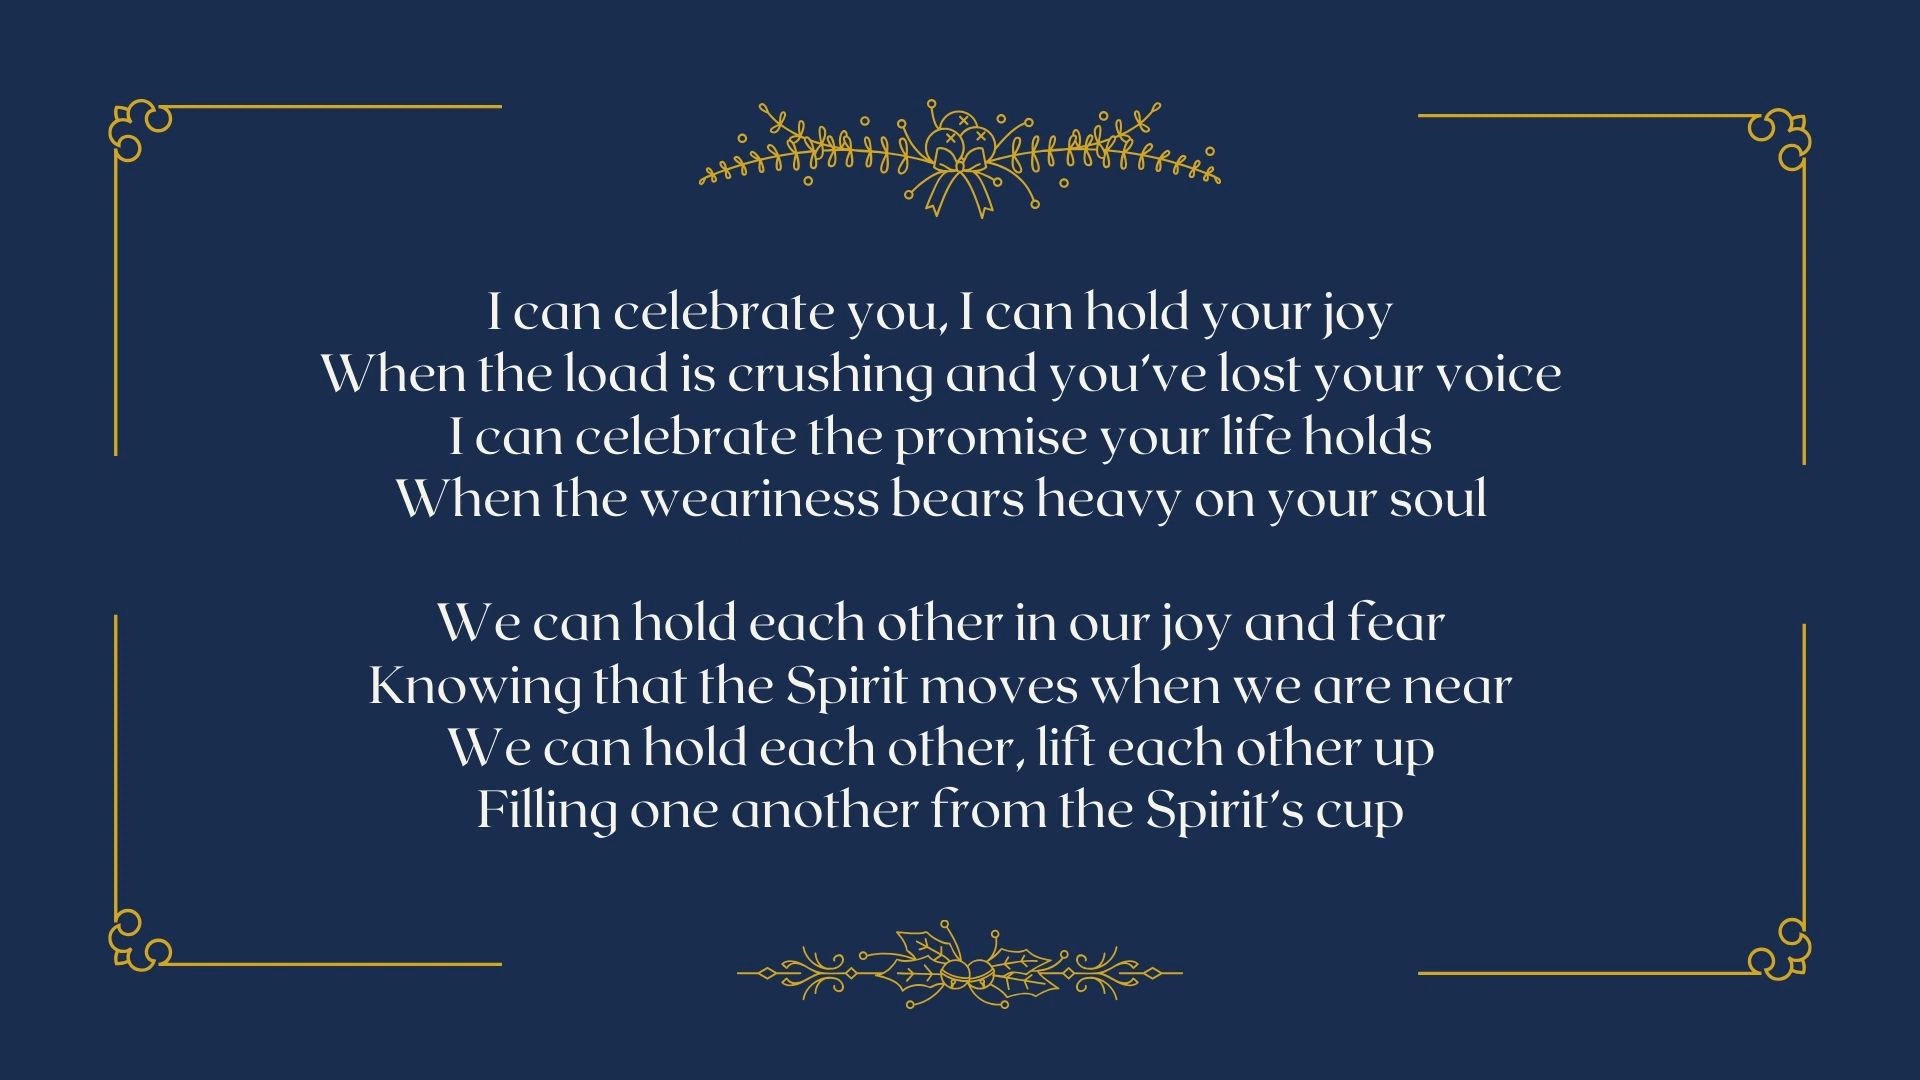 I can celebrate you, I can hold your joy
When the load is crushing and you've lost your voice
I can celebrate the promise your life holds
When the weariness bears heavy on your soul
We can hold each other in our joy and fear
Knowing that the Spirit moves when we are near
We can hold each other, lift each other up
Filling one another from the Spirit's cup